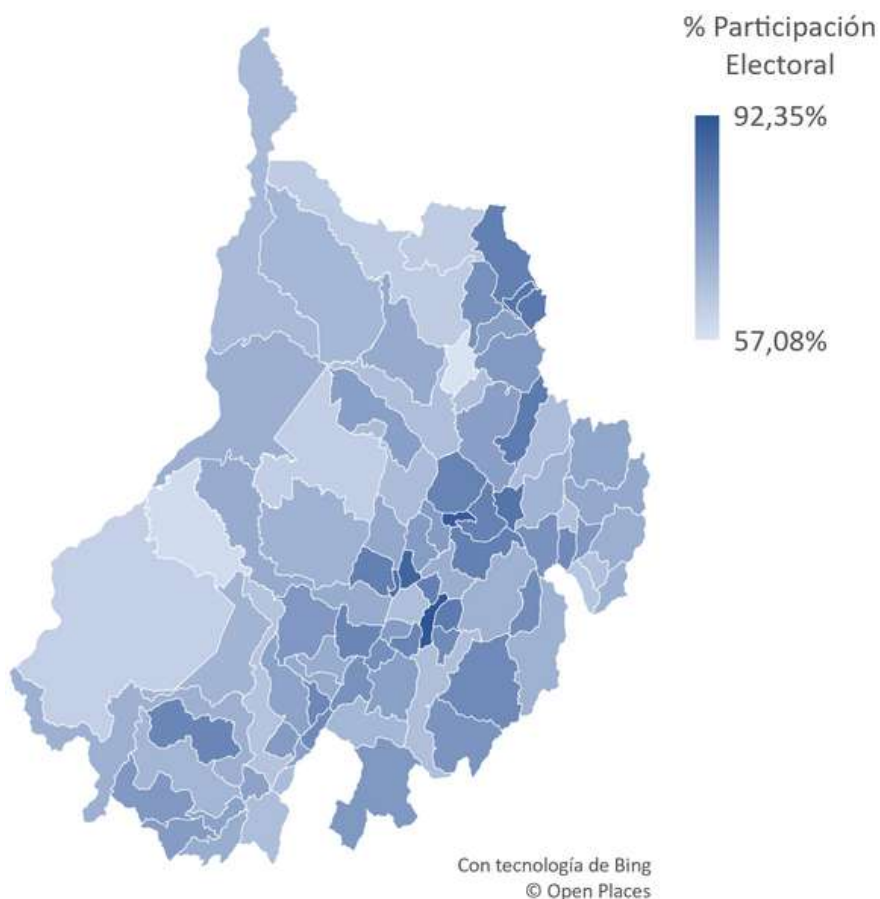 % Participación
Electoral
92,35%
57,08%
Con tecnología de Bing
© Open Places